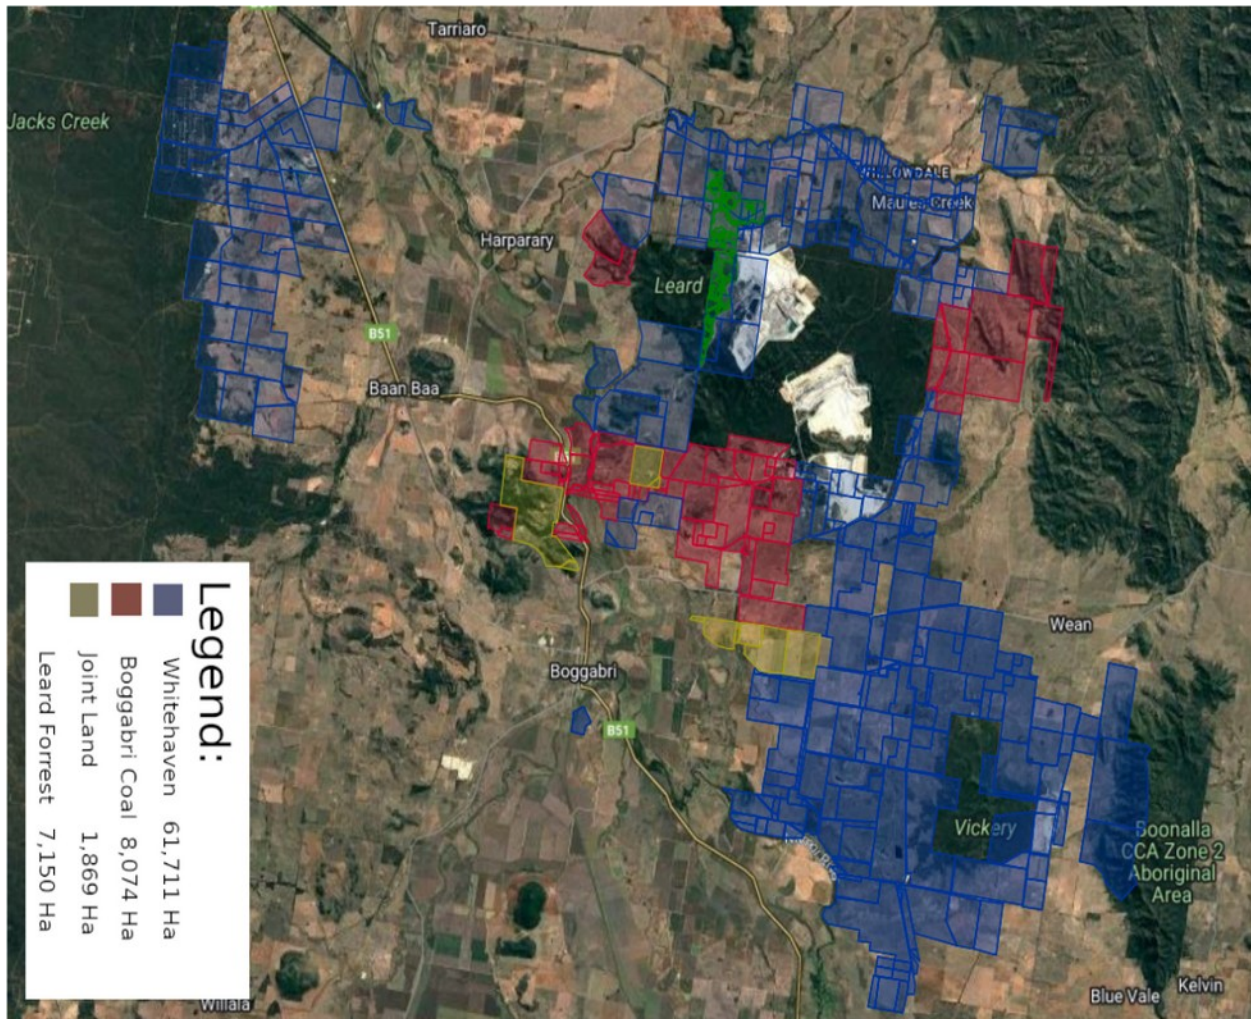 Tarriaro
Jacks Creek
WILLOWDALE
Maules Creek
Harparary
Leard
B51
Baan Baa
Wean
Boggabri
B51
Vickery
Boonalla
CCA Zone 2
Aboriginal
Area
Kelvin
Blue Vale
Willala
Legend:
Whitehaven 61,711 Ha
Boggabri Coal 8,074 Ha
Joint Land 1,869 Ha
Leard Forrest 7,150 Ha